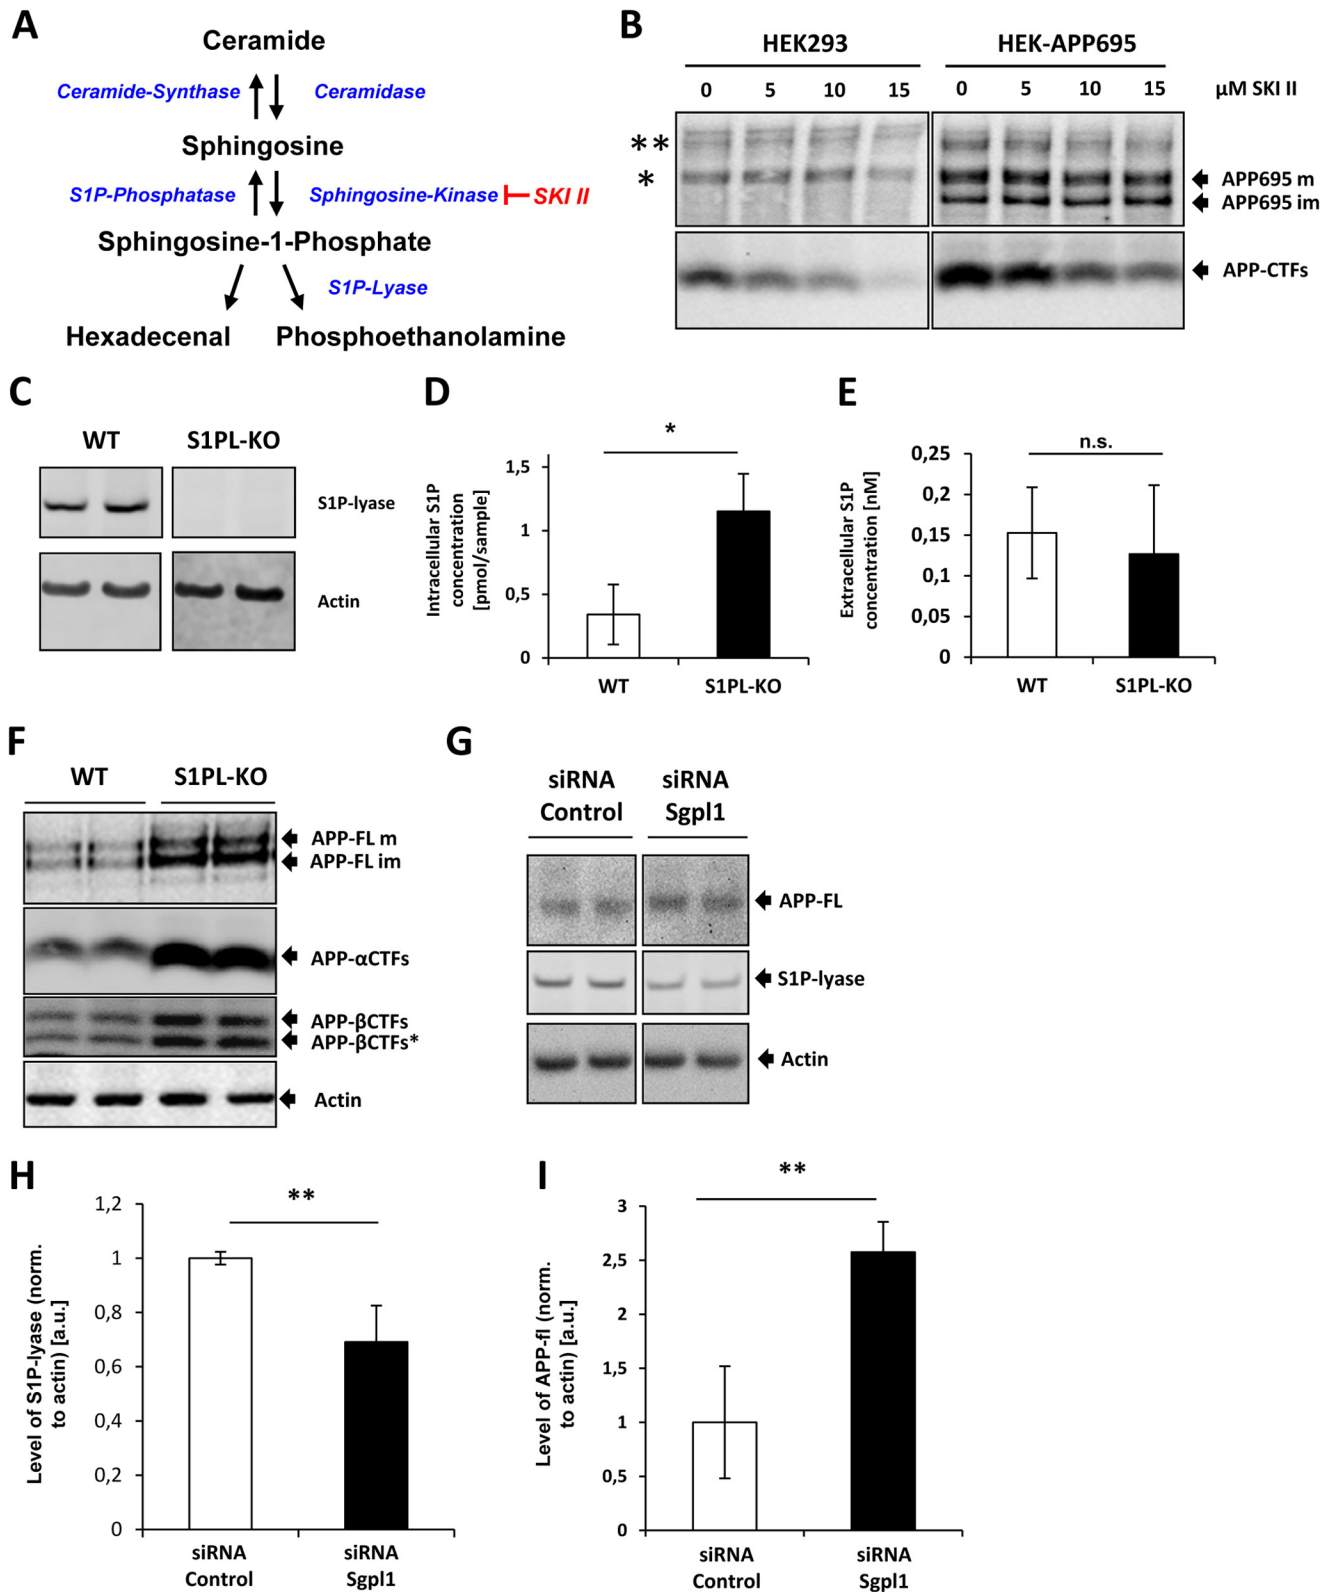 A
Ceramide
Ceramide-Synthase
Ceramidase
Sphingosine
S1P-Phosphatase
Sphingosine-Kinase
SKI II
Sphingosine-1-Phosphate
S1P-Lyase
Hexadecenal
Phosphoethanolamine
B
HEK293
HEK-APP695
0 5 10 15 0 5 10 15 µM SKI II
**
*
APP695 m
APP695 im
APP-CTFs
C
WT S1PL-KO
S1P-lyase
Actin
D
*
Intracellular S1P
concentration
[pmol/sample]
1,5
1
0,5
0
WT S1PL-KO
E
n.s.
Extracellular S1P
concentration [nM]
0,25
0,2
0,15
0,1
0,05
0
WT S1PL-KO
F
WT S1PL-KO
APP-FL m
APP-FL im
APP-αCTFs
APP-βCTFs
APP-βCTFs*
Actin
G
siRNA
Control
siRNA
Sgpl1
APP-FL
S1P-lyase
Actin
H
**
Level of S1P-lyase (norm.
to actin) [a.u.]
1,2
1
0,8
0,6
0,4
0,2
0
siRNA
Control
siRNA
Sgpl1
I
**
Level of APP-fl (norm.
to actin) [a.u.]
3
2,5
2
1,5
1
0,5
0
siRNA
Control
siRNA
Sgpl1